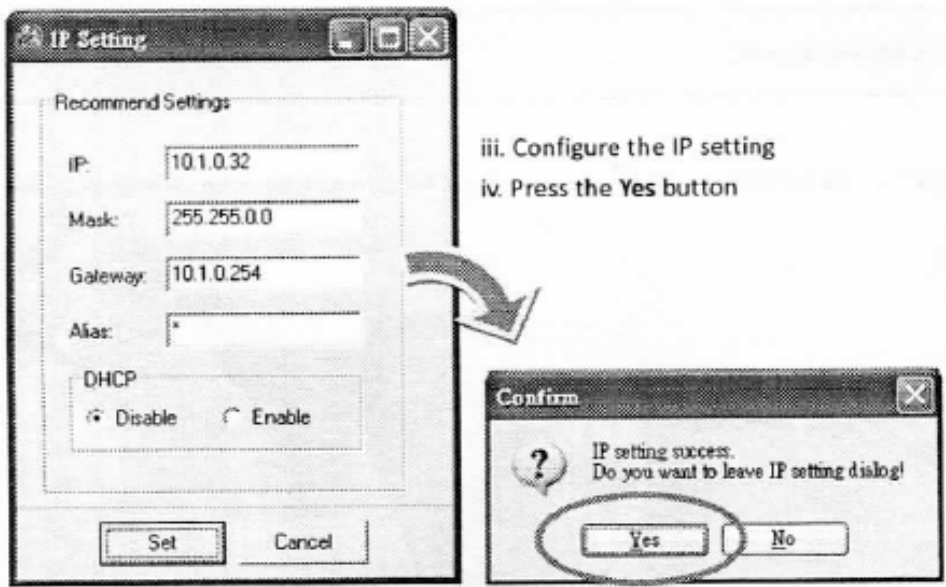 IP Setting
Recommend Settings
IP: 10.1.0.32
Mask: 255.255.0.0
Gateway: 10.1.0.254
Alias: *
DHCP
Disable Enable
Set Cancel
iii. Configure the IP setting
iv. Press the Yes button
Confirm
?
IP setting success.
Do you want to leave IP setting dialog!
Yes No